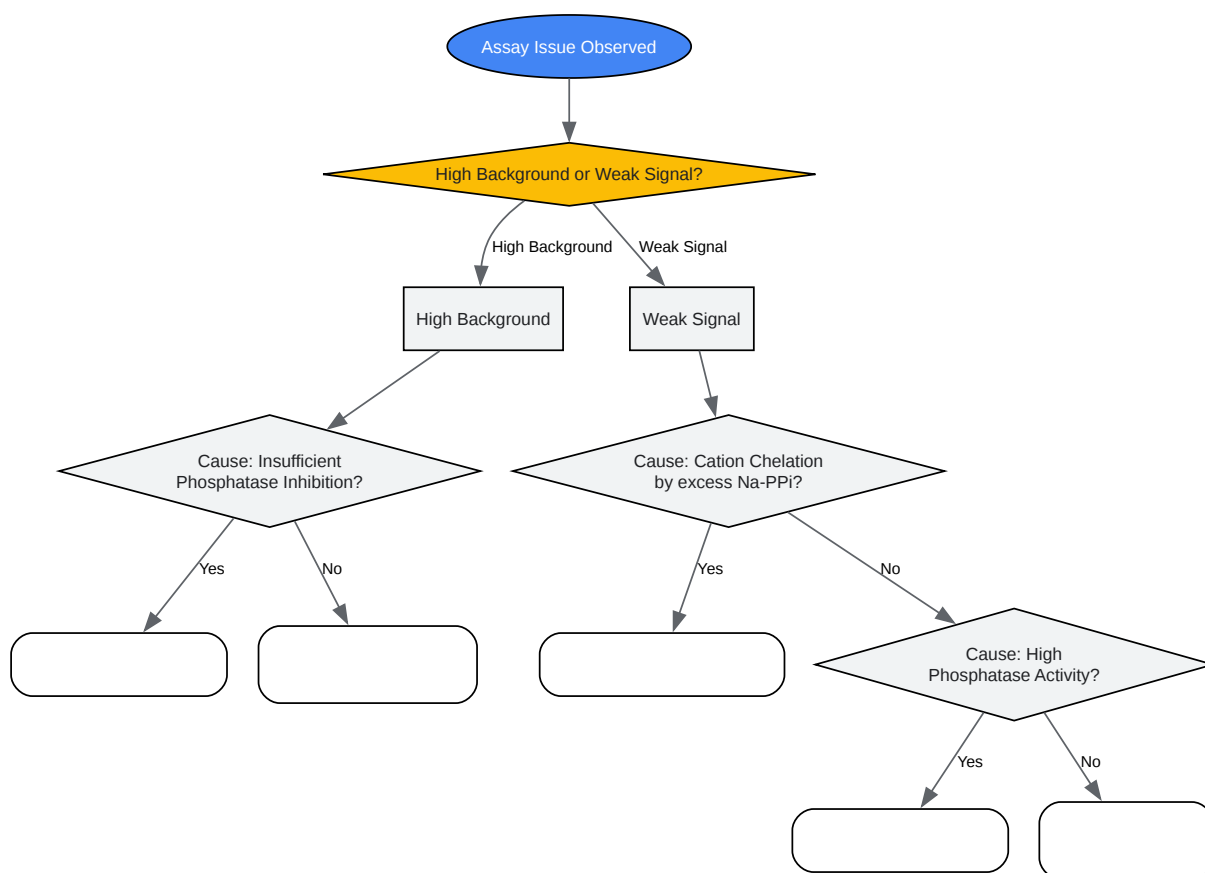 Assay Issue Observed
High Background or Weak Signal?
High Background
Weak Signal
High Background
Weak Signal
Cause: Insufficient
Phosphatase Inhibition?
Cause: Cation Chelation
by excess Na-PPi?
Yes
No
Yes
No
Cause: High
Phosphatase Activity?
Yes
No